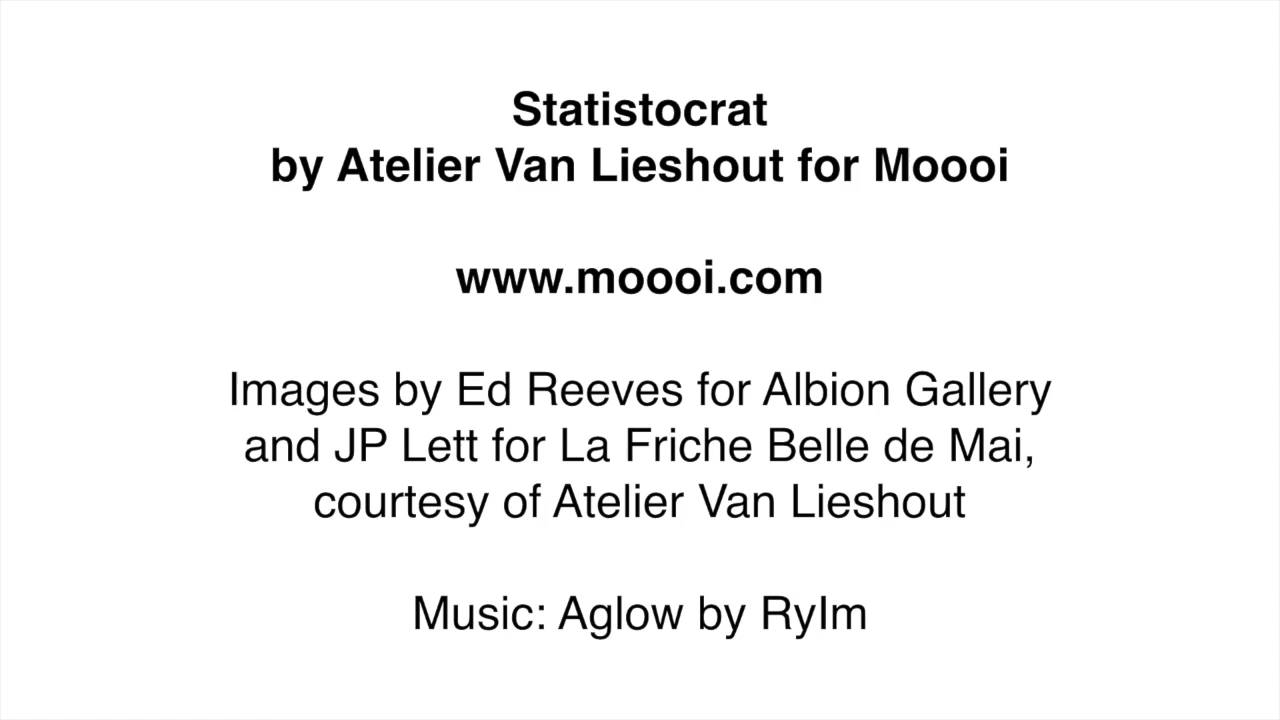 Statistocrat
by Atelier Van Lieshout for Moooi
www.moooi.com
Images by Ed Reeves for Albion Gallery
and JP Lett for La Friche Belle de Mai,
courtesy of Atelier Van Lieshout
Music: Aglow by RyIm